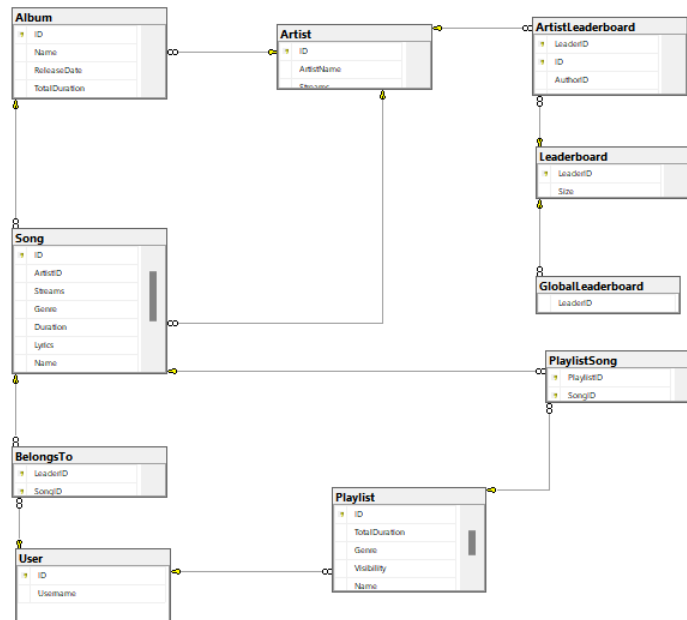 Album
ID
Name
ReleaseDate
TotalDuration
Artist
ID
ArtistName
Streams
ArtistLeaderboard
LeaderID
ID
AuthorID
Leaderboard
LeaderID
Size
Song
ID
ArtistID
Streams
Genre
Duration
Lyrics
Name
GlobalLeaderboard
LeaderID
PlaylistSong
PlaylistID
SongID
BelongsTo
LeaderID
SongID
Playlist
ID
TotalDuration
Genre
Visibility
Name
User
ID
Username